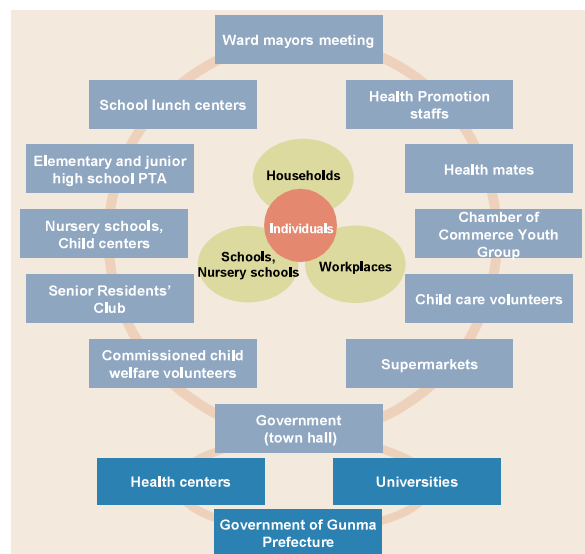 Ward mayors meeting
School lunch centers
Health Promotion
staffs
Elementary and junior
high school PTA
Households
Health mates
Individuals
Nursery schools,
Child centers
Chamber of
Commerce Youth
Group
Schools,
Nursery schools
Workplaces
Senior Residents'
Club
Child care volunteers
Commissioned child
welfare volunteers
Supermarkets
Government
(town hall)
Health centers
Universities
Government of Gunma
Prefecture